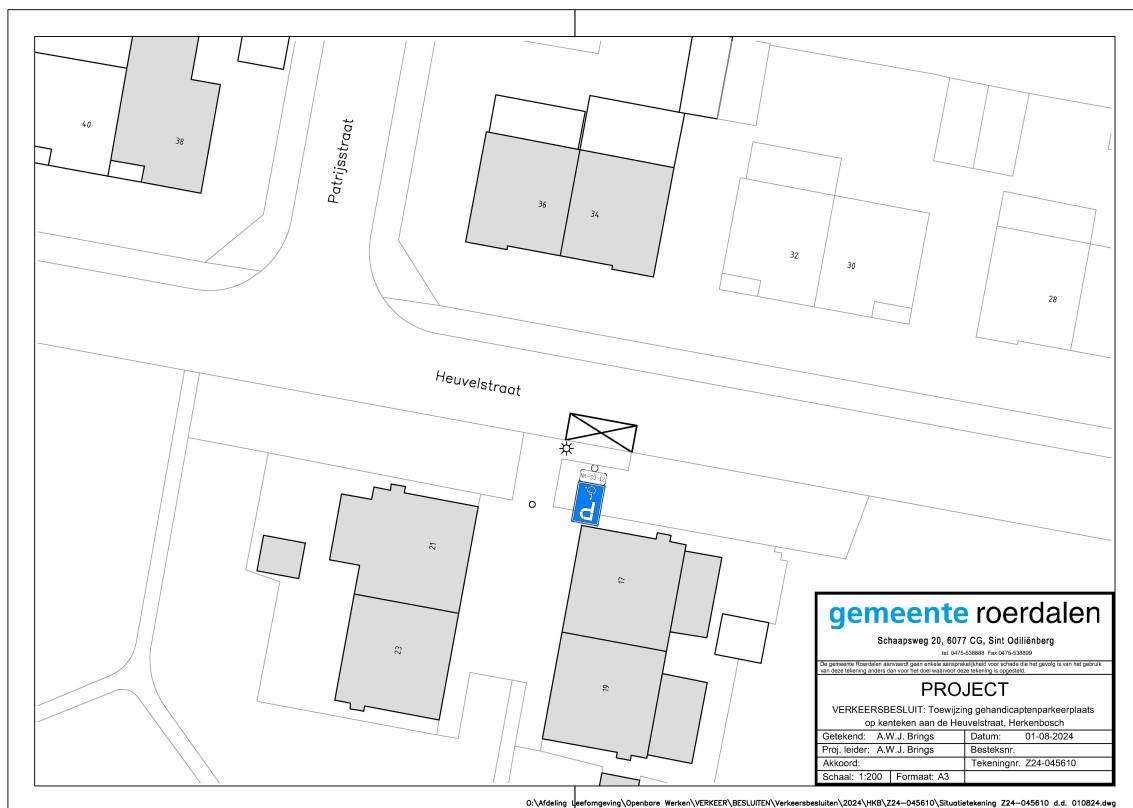 40
38
Patrijsstraat
36
34
32
30
28
Heuvelstraat
P
21
23
17
19
gemeente roerdalen
Schaapsweg 20, 6077 CG, Sint Odiliënberg
tel. 0475-538888 Fax 0475-538899
De gemeente Roerdalen aanvaardt geen enkele aansprakelijkheid voor schade die het gevolg is van het gebruik
van deze tekening anders dan voor het doel waarvoor deze tekening is opgesteld.
PROJECT
VERKEERSBESLUIT: Toewijzing gehandicaptenparkeerplaats
op kenteken aan de Heuvelstraat, Herkenbosch
Getekend: A.W.J. Brings Datum: 01-08-2024
Proj. leider: A.W.J. Brings Besteksnr.
Akkoord: Tekeningnr. Z24-045610
Schaal: 1:200 Formaat: A3
O:\Afdeling Leefomgeving\Openbare Werken\VERKEER\BESLUITEN\Verkeersbesluiten\2024\HKB\Z24-045610\Situatietekening Z24-045610 d.d. 010824.dwg